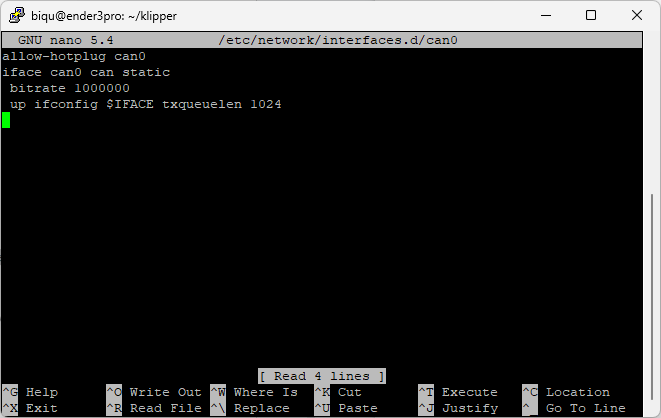 biqu@ender3pro: ~/klipper
GNU nano 5.4 /etc/network/interfaces.d/can0
allow-hotplug can0
iface can0 can static
 bitrate 1000000
 up ifconfig $IFACE txqueuelen 1024
[ Read 4 lines ]
^G Help ^O Write Out ^W Where Is ^K Cut ^T Execute ^C Location
^X Exit ^R Read File ^\ Replace ^U Paste ^J Justify ^_ Go To Line